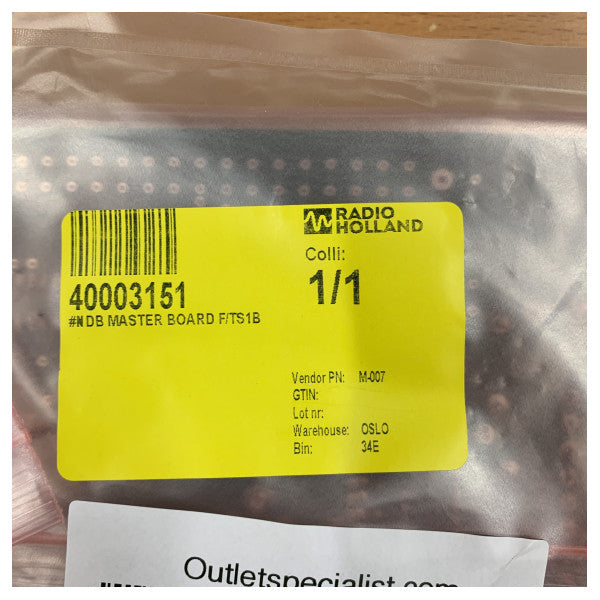 RADIO
HOLLAND
Colli:
1/1
40003151
#NDB MASTER BOARD F/TS1B
Vendor PN: M-007
GTIN:
Lot nr:
Warehouse: OSLO
Bin: 34E
Outletspecialist.com